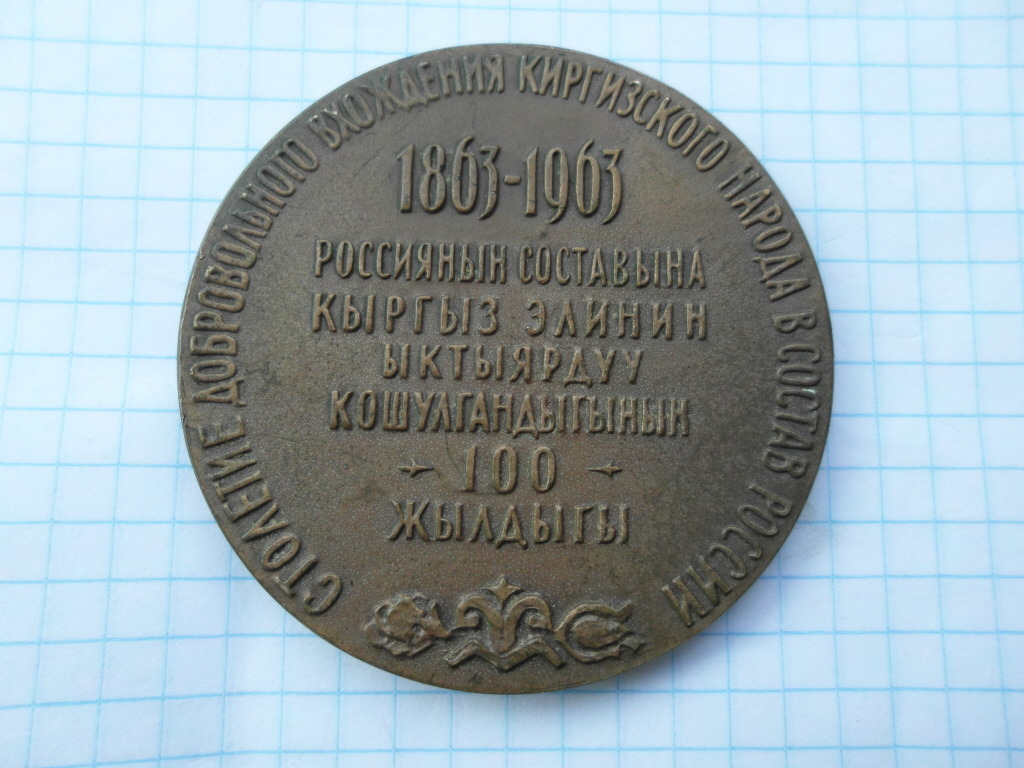 СТОЛЕТИЕ ДОБРОВОЛЬНОГО ВХОЖДЕНИЯ КИРГИЗСКОГО НАРОДА В СОСТАВ РОССИИ
1863-1963
РОССИЯНЫН СОСТАВЫНА
КЫРГЫЗ ЭЛИНИН
ЫКТЫЯРДУУ
КОШУЛГАНДЫГЫНЫН
100
ЖЫЛДЫГЫ